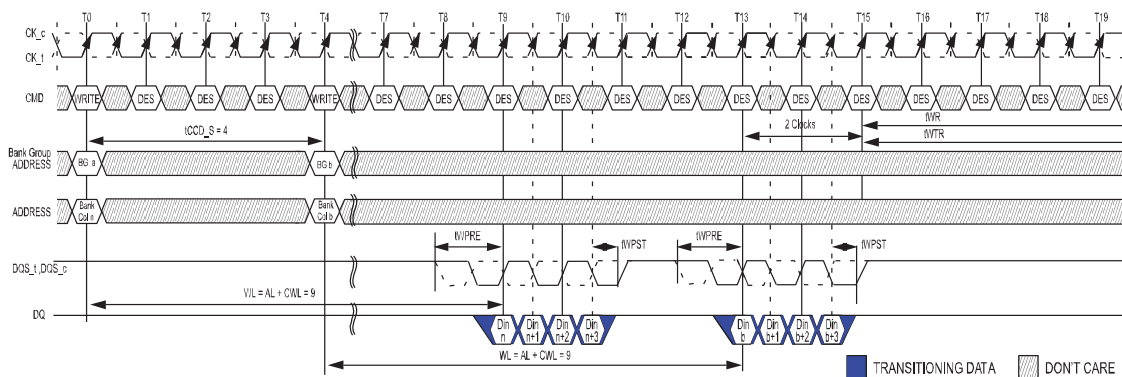 T0 T1 T2 T3 T4 T7 T8 T9 T10 T11 T12 T13 T14 T15 T16 T17 T18 T19
CK_c
CK_t
CMD WRITE DES DES DES WRITE DES DES DES DES DES DES DES DES DES DES DES DES DES
tCCD_S = 4
2 Clocks
tWR
tWTR
Bank Group
ADDRESS
BG a
BG b
ADDRESS
Bank
Col n
Bank
Col b
tWPRE
tWPST
tWPRE
tWPST
DQS_t,DQS_c
WL = AL + CWL = 9
DQ
Din
n
Din
n+1
Din
n+2
Din
n+3
Din
b
Din
b+1
Din
b+2
Din
b+3
WL = AL + CWL = 9
TRANSITIONING DATA
DON'T CARE